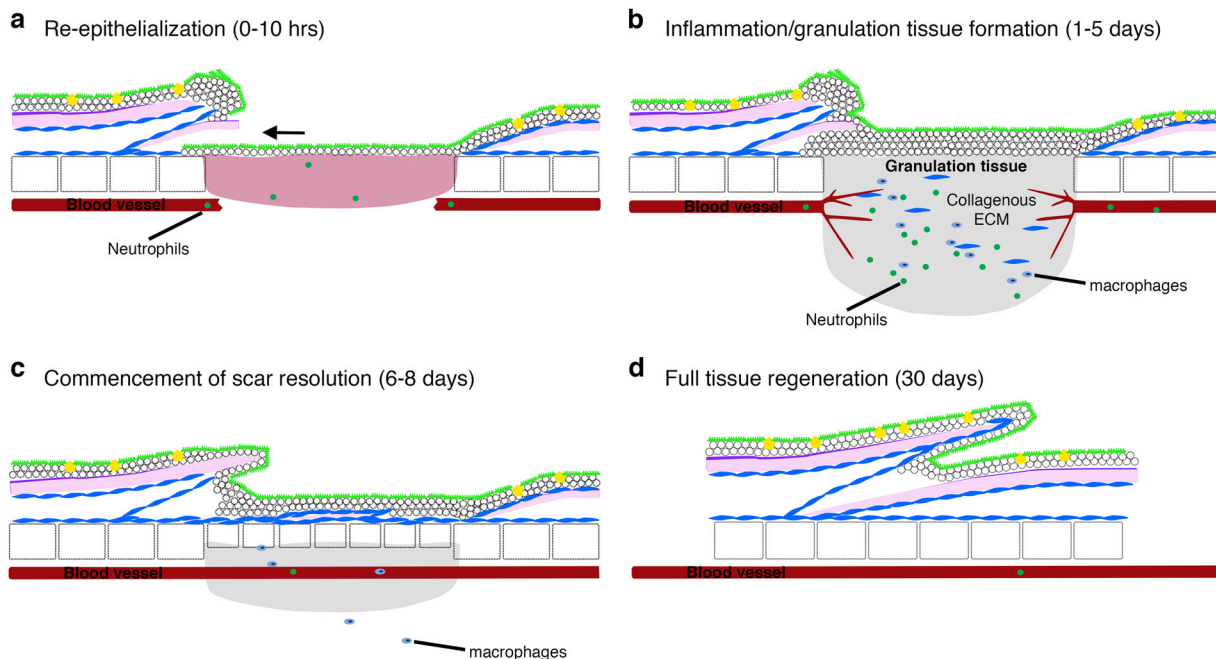 a Re-epithelialization (0-10 hrs)
Blood vessel
Neutrophils
b Inflammation/granulation tissue formation (1-5 days)
Granulation tissue
Collagenous
ECM
Blood vessel
macrophages
Neutrophils
c Commencement of scar resolution (6-8 days)
Blood vessel
macrophages
d Full tissue regeneration (30 days)
Blood vessel